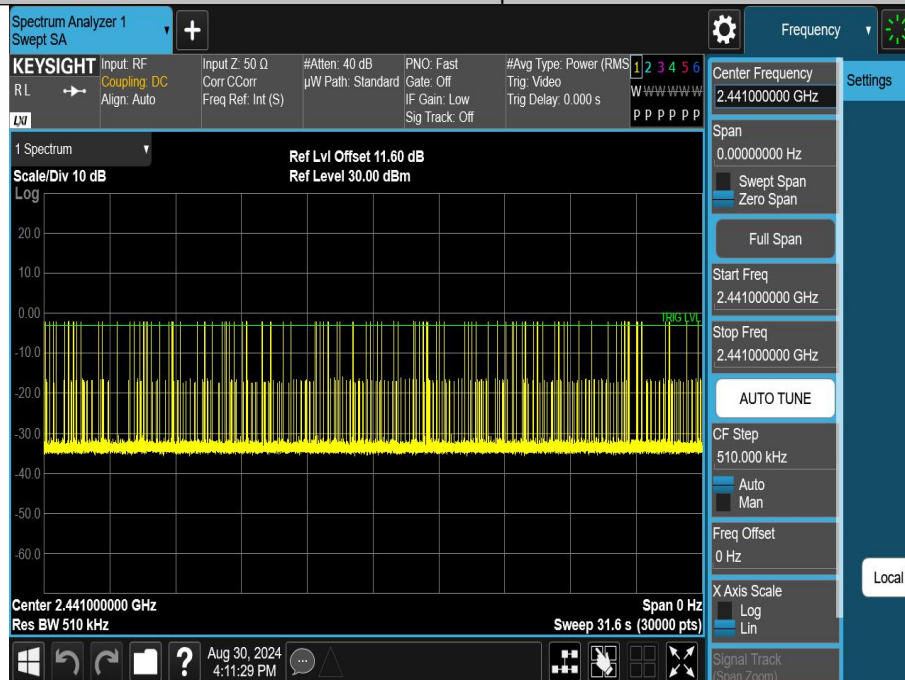 Spectrum Analyzer 1
Swept SA
+
Frequency
KEYSIGHT
RL
LXI
Input: RF
Coupling: DC
Align: Auto
Input Z: 50 Ω
Corr CCorr
Freq Ref: Int (S)
#Atten: 40 dB
µW Path: Standard
PNO: Fast
Gate: Off
IF Gain: Low
Sig Track: Off
#Avg Type: Power (RMS
Trig: Video
Trig Delay: 0.000 s
1 2 3 4 5 6
W W W W W W
P P P P P P
1 Spectrum
Scale/Div 10 dB
Ref Lvl Offset 11.60 dB
Ref Level 30.00 dBm
Log
20.0
10.0
0.00
-10.0
-20.0
-30.0
-40.0
-50.0
-60.0
TRIG LVL
Center 2.441000000 GHz
Res BW 510 kHz
Span 0 Hz
Sweep 31.6 s (30000 pts)
Center Frequency
2.441000000 GHz
Settings
Span
0.00000000 Hz
Swept Span
Zero Span
Full Span
Start Freq
2.441000000 GHz
Stop Freq
2.441000000 GHz
AUTO TUNE
CF Step
510.000 kHz
Auto
Man
Freq Offset
0 Hz
Local
X Axis Scale
Log
Lin
Signal Track
(Span Zoom)
?
Aug 30, 2024
4:11:29 PM